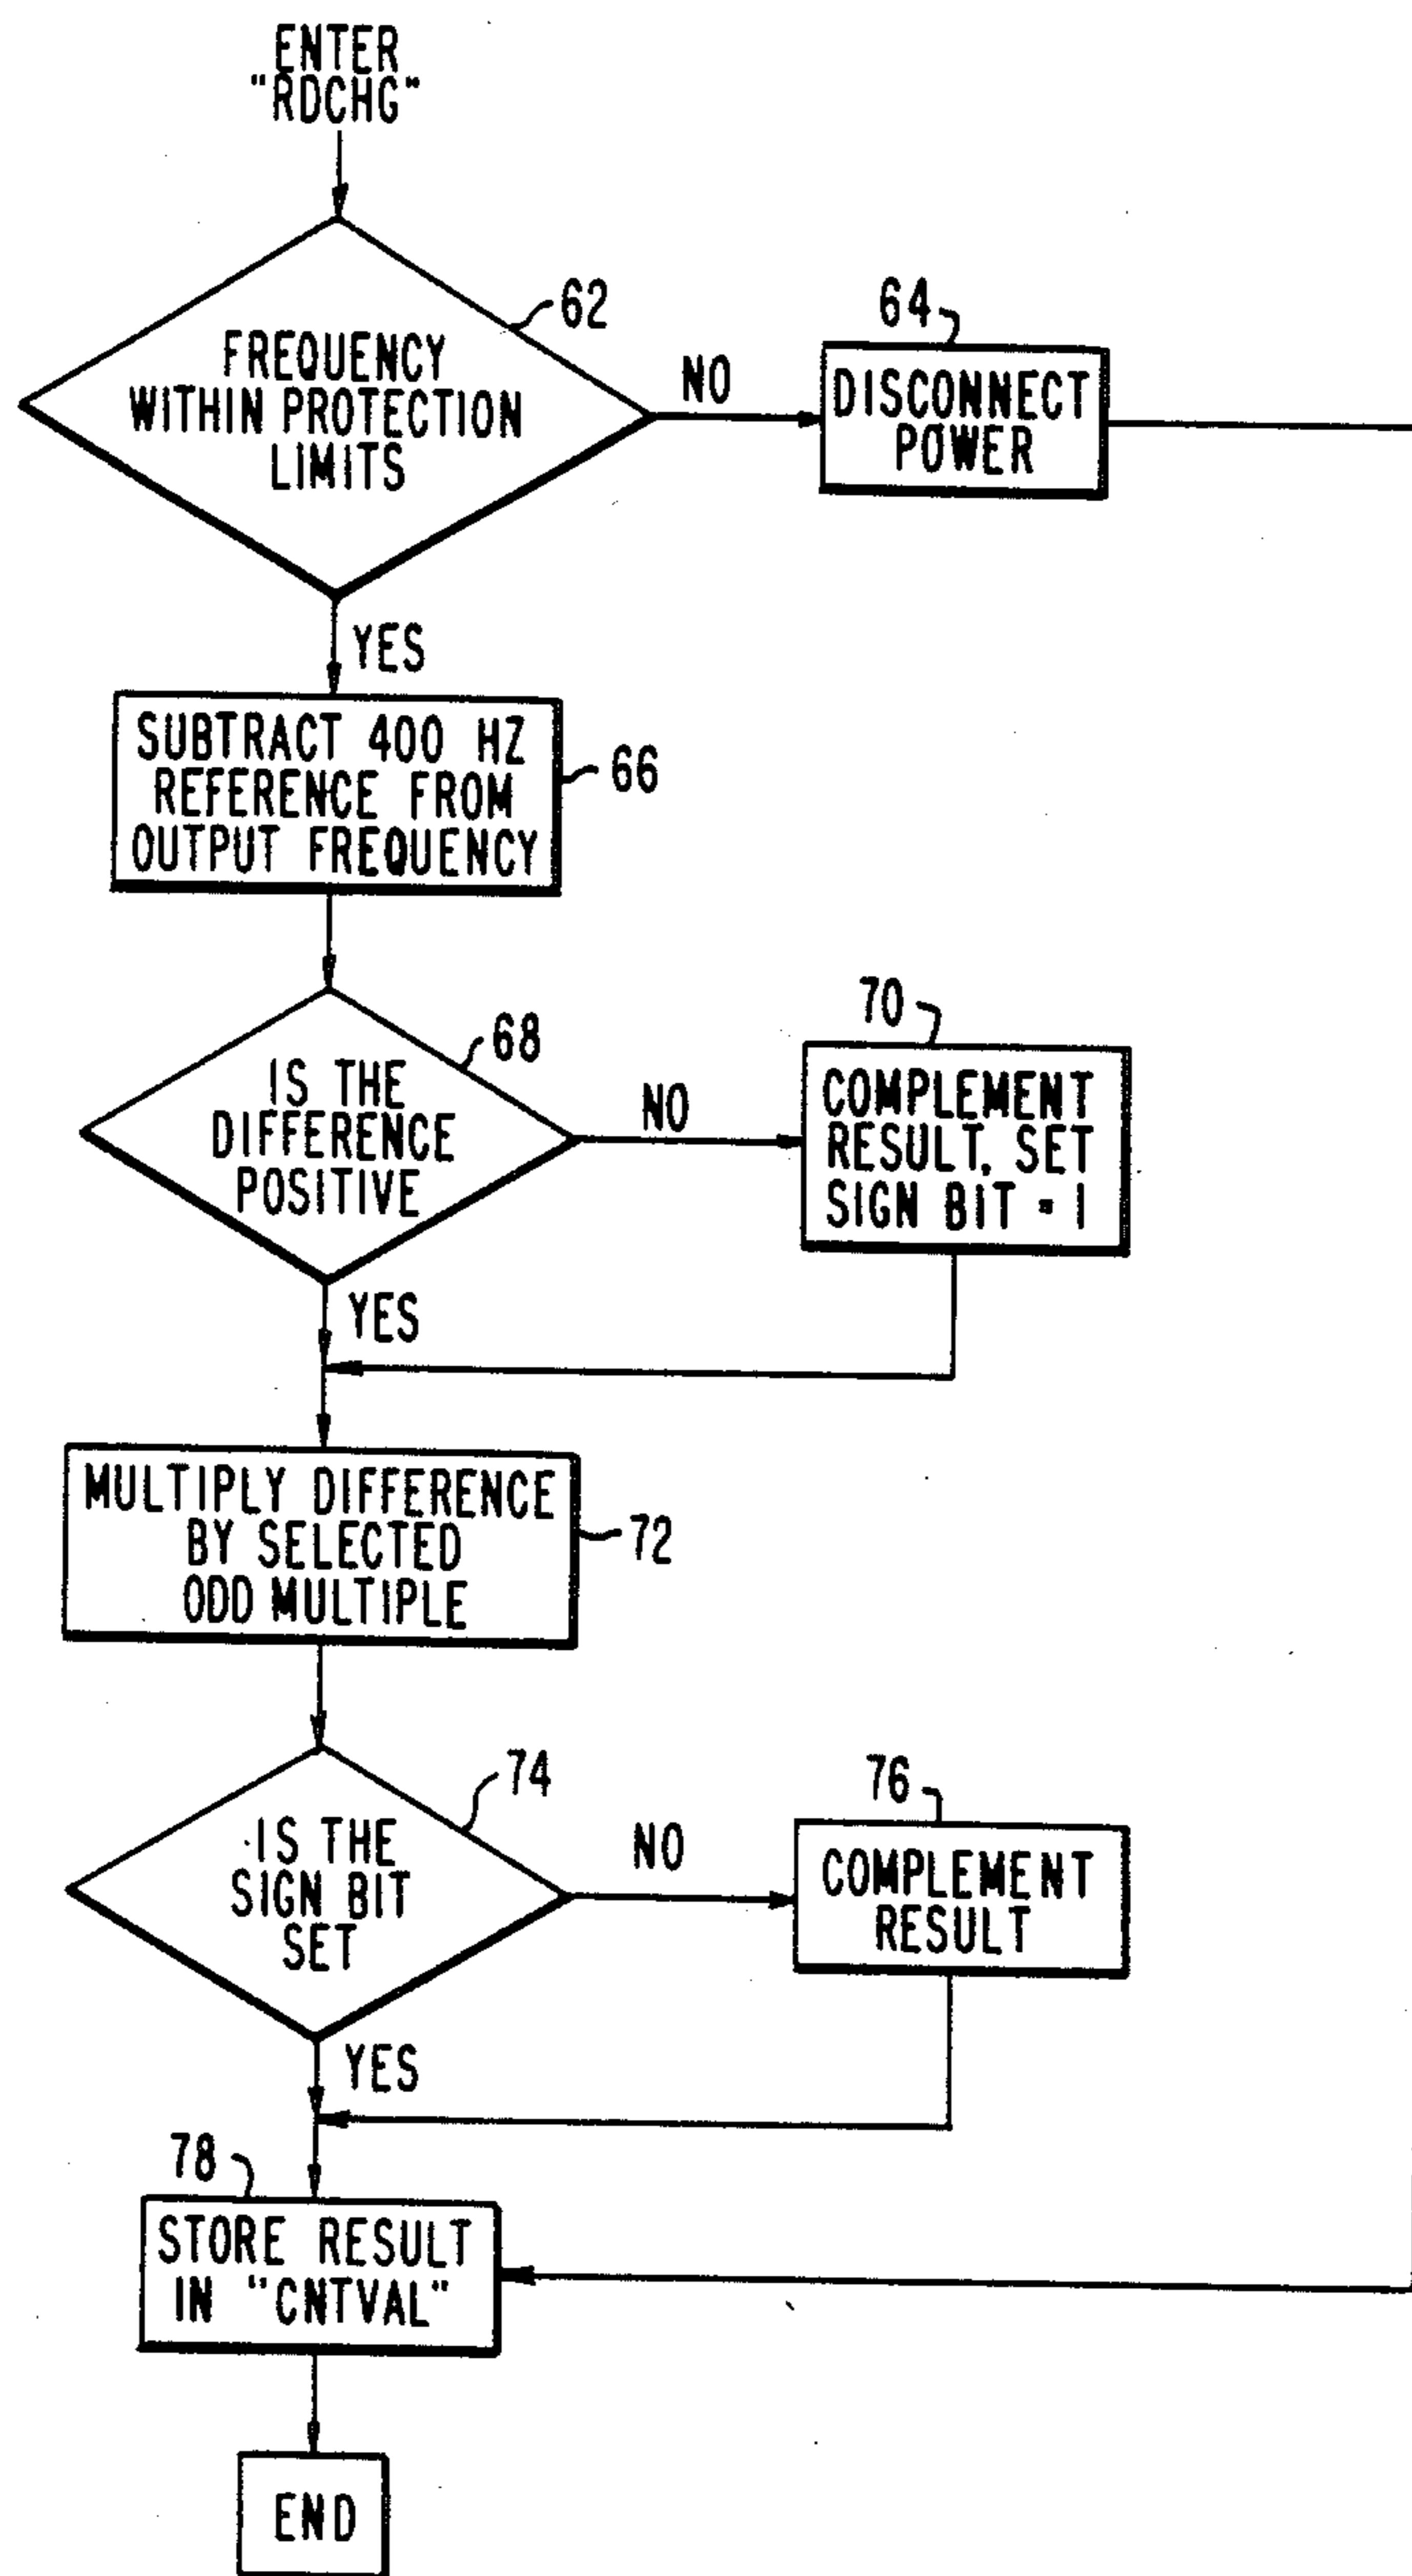 ENTER
"RDCHG"
62
FREQUENCY
WITHIN PROTECTION
LIMITS
NO
64
DISCONNECT
POWER
YES
SUBTRACT 400 HZ
REFERENCE FROM
OUTPUT FREQUENCY
66
68
IS THE
DIFFERENCE
POSITIVE
NO
70
COMPLEMENT
RESULT. SET
SIGN BIT = 1
YES
MULTIPLY DIFFERENCE
BY SELECTED
ODD MULTIPLE
72
74
IS THE
SIGN BIT
SET
NO
76
COMPLEMENT
RESULT
YES
78
STORE RESULT
IN "CNTVAL"
END